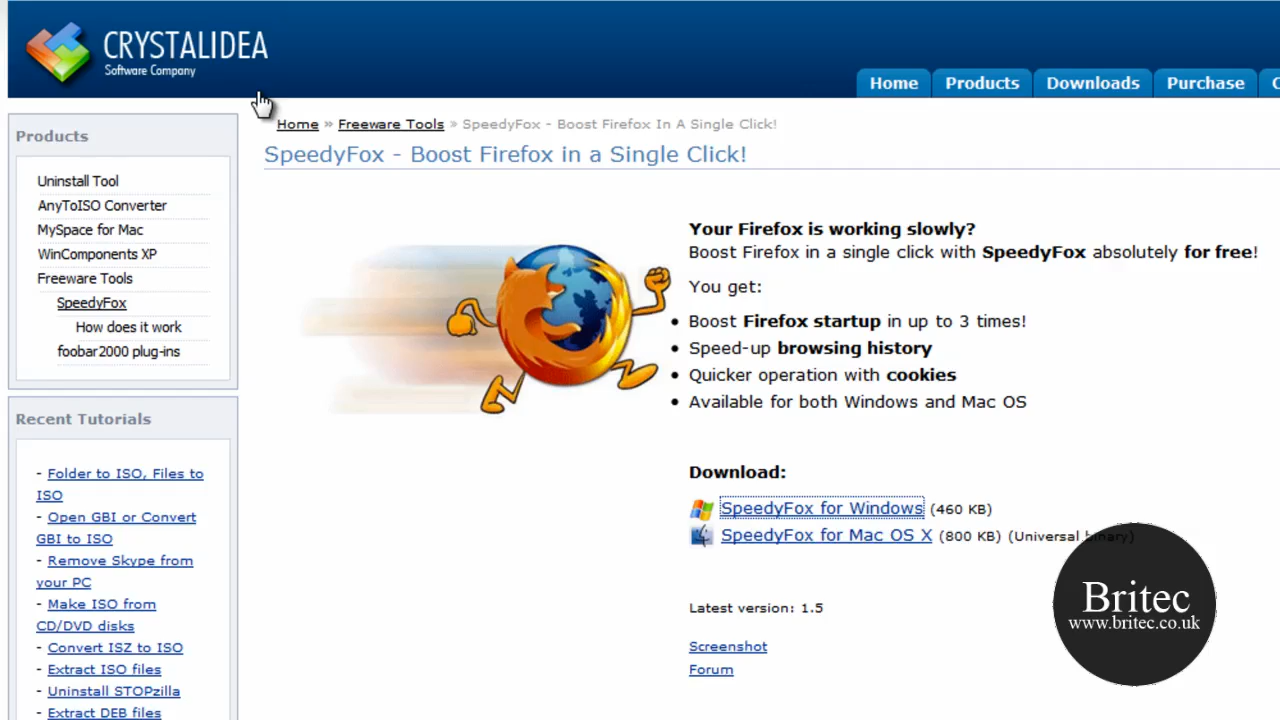 CRYSTALIDEA
Software Company
Home
Products
Downloads
Purchase
Products
Uninstall Tool
AnyToISO Converter
MySpace for Mac
WinComponents XP
Freeware Tools
SpeedyFox
How does it work
foobar2000 plug-ins
Recent Tutorials
- Folder to ISO, Files to
ISO
- Open GBI or Convert
GBI to ISO
- Remove Skype from
your PC
- Make ISO from
CD/DVD disks
- Convert ISZ to ISO
- Extract ISO files
- Uninstall STOPzilla
- Extract DEB files
Home » Freeware Tools » SpeedyFox - Boost Firefox In A Single Click!
SpeedyFox - Boost Firefox in a Single Click!
Your Firefox is working slowly?
Boost Firefox in a single click with SpeedyFox absolutely for free!
You get:
• Boost Firefox startup in up to 3 times!
• Speed-up browsing history
• Quicker operation with cookies
• Available for both Windows and Mac OS
Download:
SpeedyFox for Windows (460 KB)
SpeedyFox for Mac OS X (800 KB) (Universal binary)
Latest version: 1.5
Screenshot
Forum
Britec
www.britec.co.uk